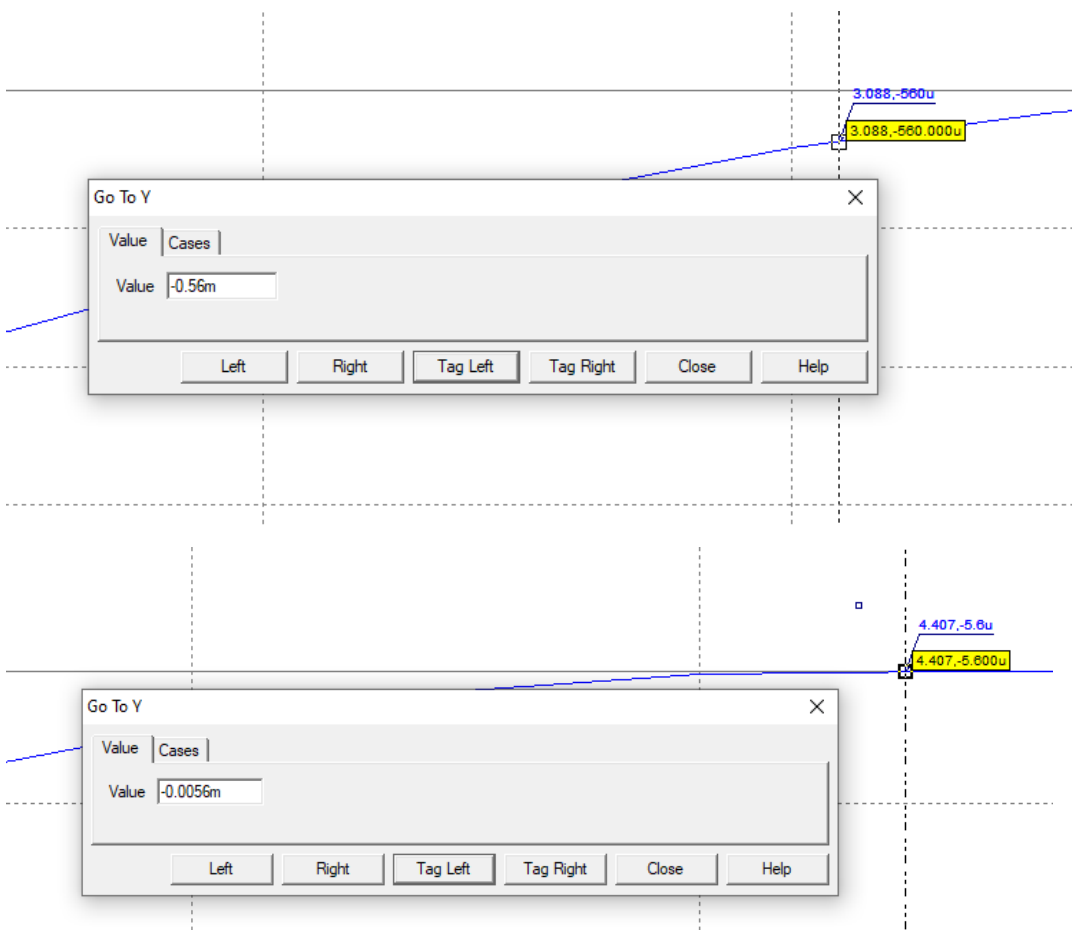 3.088,-560u
3.088,-560.000u
Go To Y
Value Cases
Value -0.56m
Left Right Tag Left Tag Right Close Help
4.407,-5.6u
4.407,-5.600u
Go To Y
Value Cases
Value -0.0056m
Left Right Tag Left Tag Right Close Help